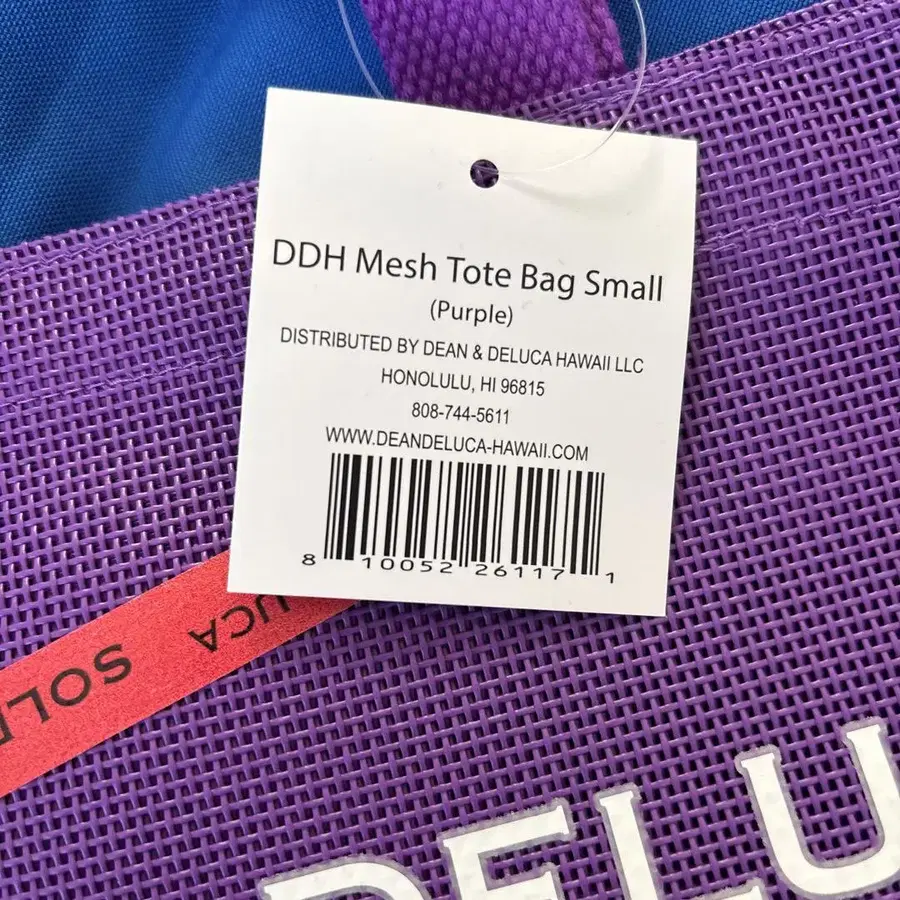 DDH Mesh Tote Bag Small
(Purple)
DISTRIBUTED BY DEAN & DELUCA HAWAII LLC
HONOLULU, HI 96815
808-744-5611
WWW.DEANDELUCA-HAWAII.COM
8 10052 26117 1
LUCA
SOL
DELU